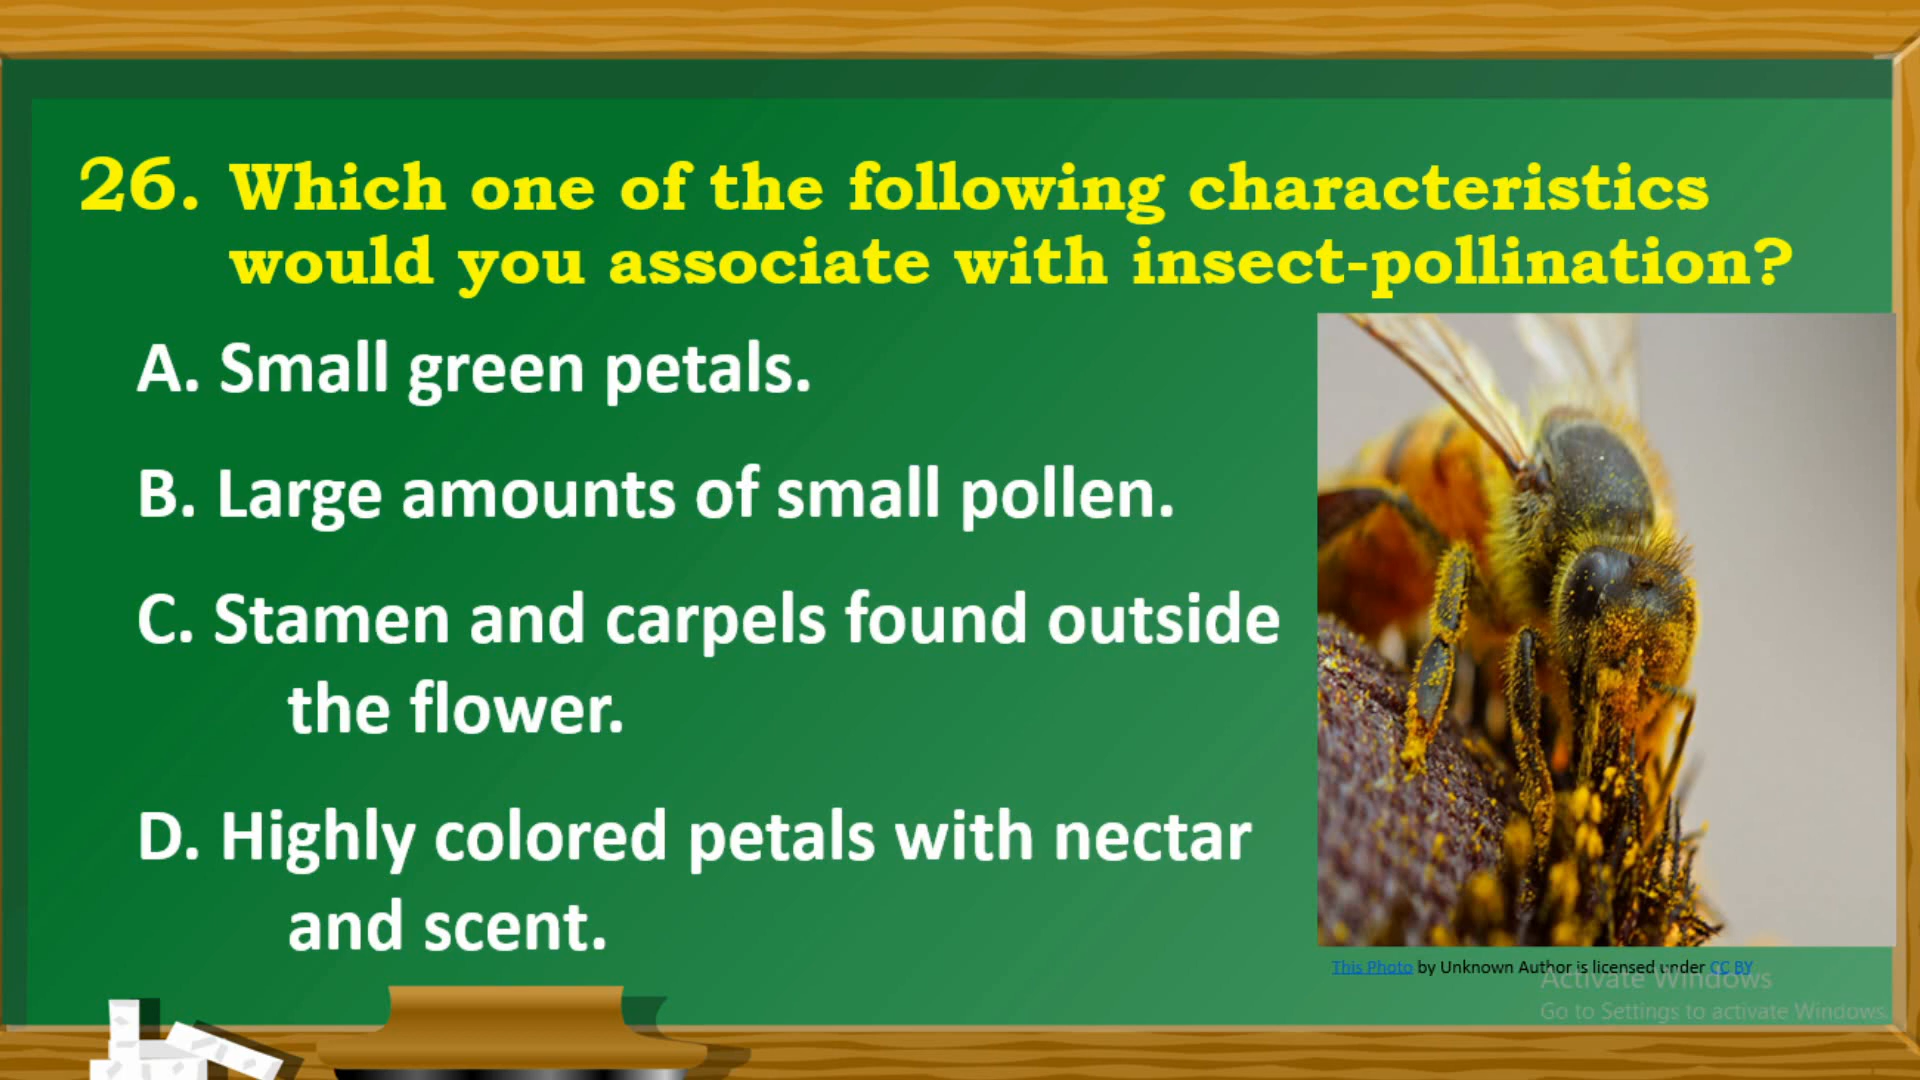 26. Which one of the following characteristics
would you associate with insect-pollination?
A. Small green petals.
B. Large amounts of small pollen.
C. Stamen and carpels found outside
the flower.
D. Highly colored petals with nectar
and scent.
This Photo by Unknown Author is licensed under CC BY
Activate Windows
Go to Settings to activate Windows.